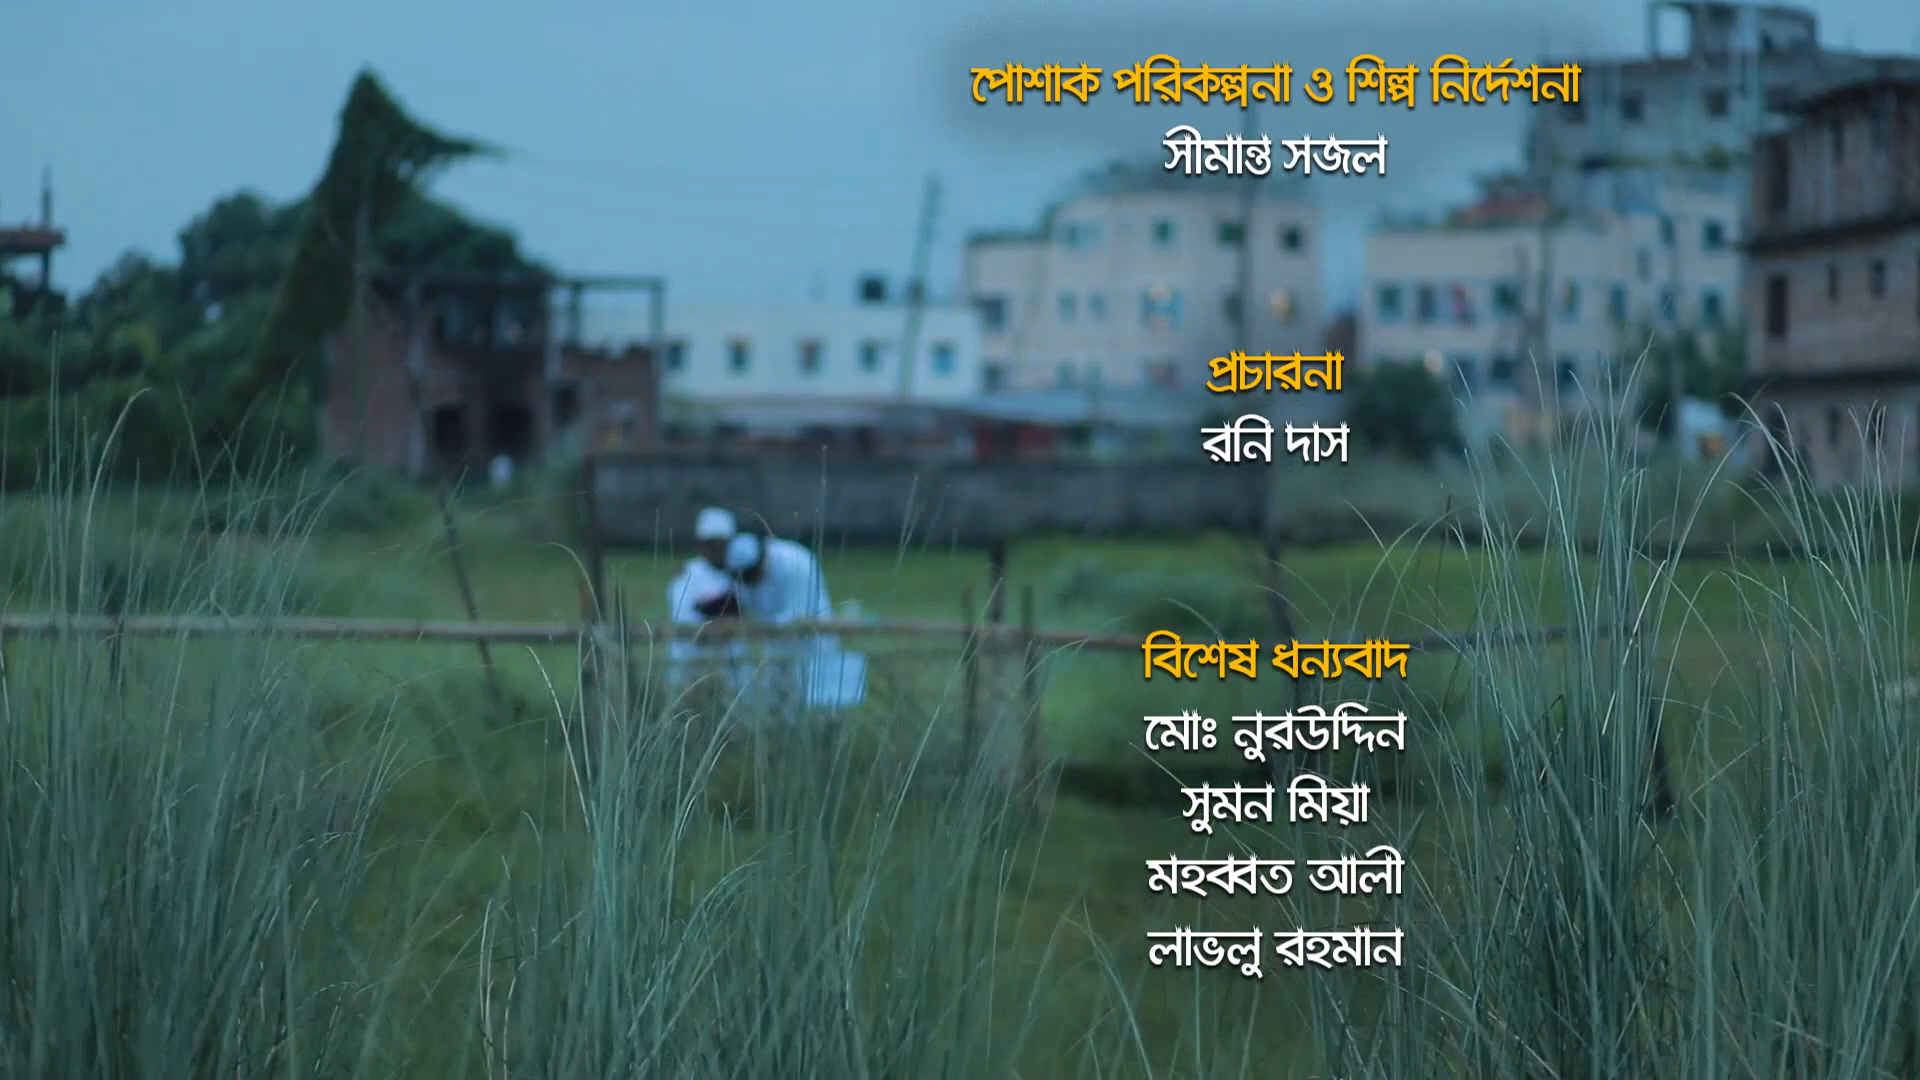 পোশাক পরিকল্পনা ও শিল্প নির্দেশনা
সীমান্ত সজল
প্রচারনা
রনি দাস
বিশেষ ধন্যবাদ
মোঃ নুরউদ্দিন
সুমন মিয়া
মহব্বত আলী
লাভলু রহমান